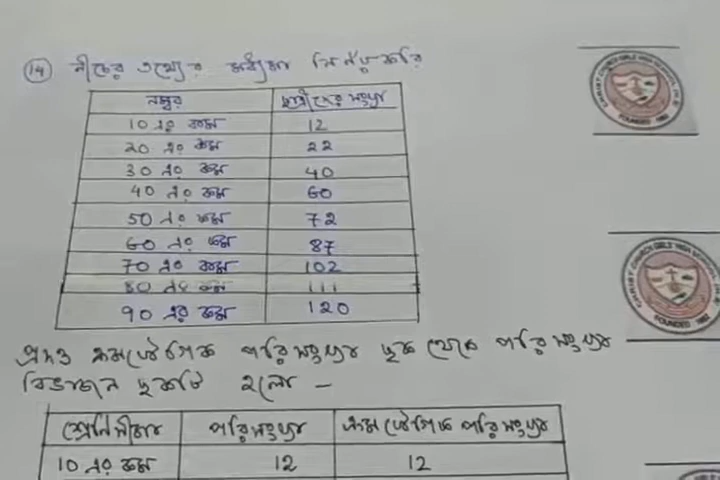 14 নীচের তথ্যের মধ্যমা নির্ণয় করি
নম্বর ছাত্রীদের সংখ্যা
10 এর কম 12
20 এর কম 22
30 এর কম 40
40 এর কম 60
50 এর কম 72
60 এর কম 87
70 এর কম 102
80 এর কম 111
90 এর কম 120
প্রদত্ত ক্রমযৌগিক পরিসংখ্যা ছক থেকে পরিসংখ্যা
বিভাজন ছকটি হলো –
শ্রেণিসীমানা পরিসংখ্যা ক্রমযৌগিক পরিসংখ্যা
10 এর কম 12 12